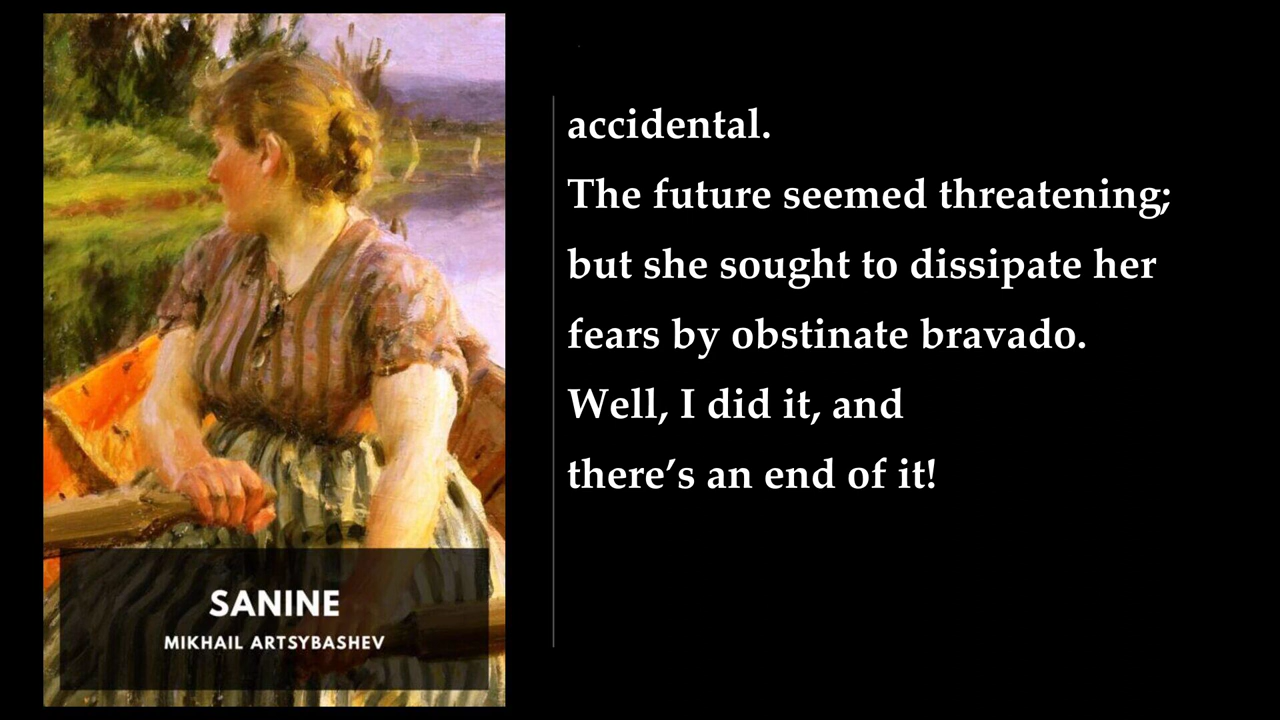 SANINE
MIKHAIL ARTSYBASHEV
accidental.
The future seemed threatening;
but she sought to dissipate her
fears by obstinate bravado.
Well, I did it, and
there’s an end of it!